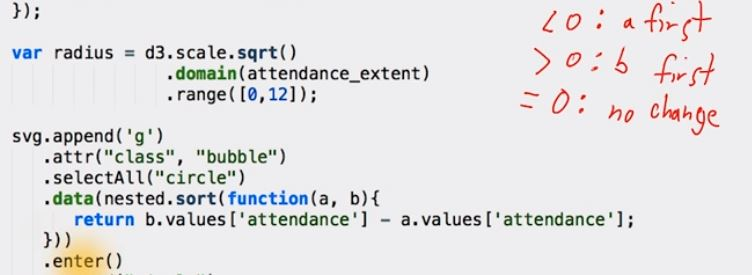 });
var radius = d3.scale.sqrt()
.domain(attendance_extent)
.range([0,12]);
svg.append('g')
.attr("class", "bubble")
.selectAll("circle")
.data(nested.sort(function(a, b){
return b.values['attendance'] - a.values['attendance'];
}))
.enter()
<0: a first
>0: b first
=0: no change